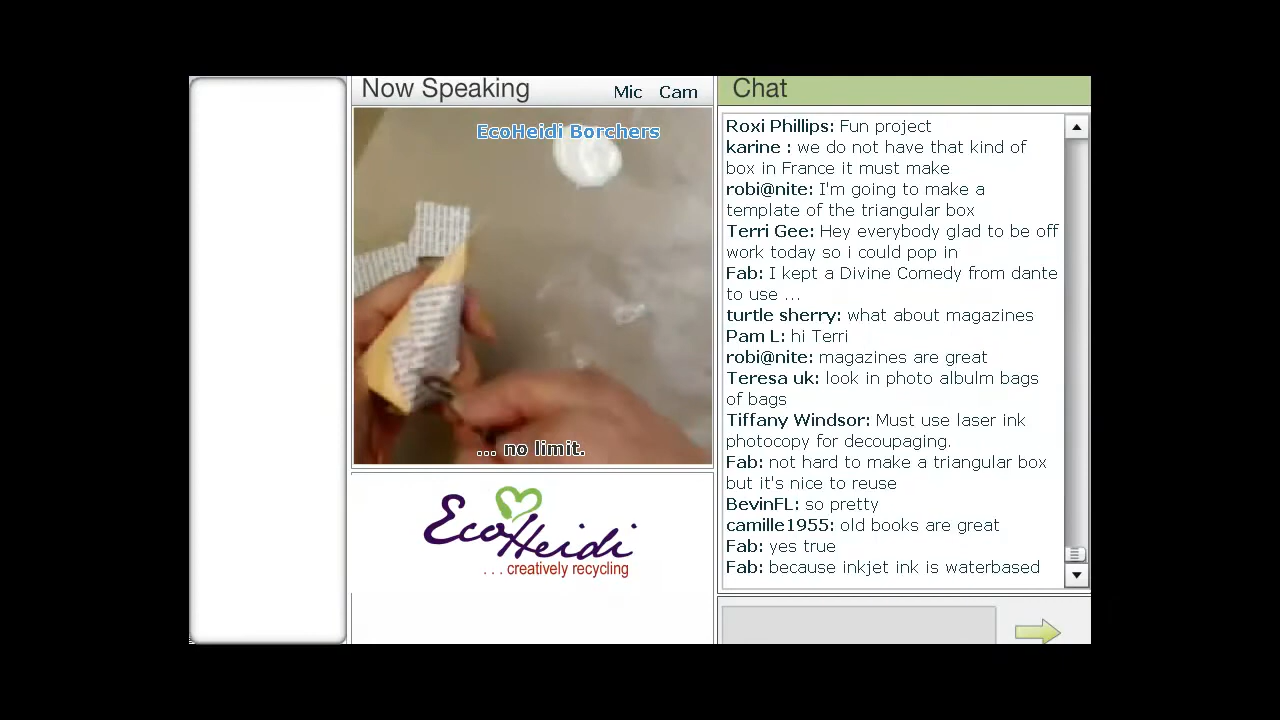 Now Speaking
Mic Cam
EcoHeidi Borchers
... no limit.
EcoHeidi
...creatively recycling
Chat
Roxi Phillips: Fun project
karine : we do not have that kind of
box in France it must make
robi@nite: I'm going to make a
template of the triangular box
Terri Gee: Hey everybody glad to be off
work today so i could pop in
Fab: I kept a Divine Comedy from dante
to use ...
turtle sherry: what about magazines
Pam L: hi Terri
robi@nite: magazines are great
Teresa uk: look in photo albulm bags
of bags
Tiffany Windsor: Must use laser ink
photocopy for decoupaging.
Fab: not hard to make a triangular box
but it's nice to reuse
BevinFL: so pretty
camille1955: old books are great
Fab: yes true
Fab: because inkjet ink is waterbased